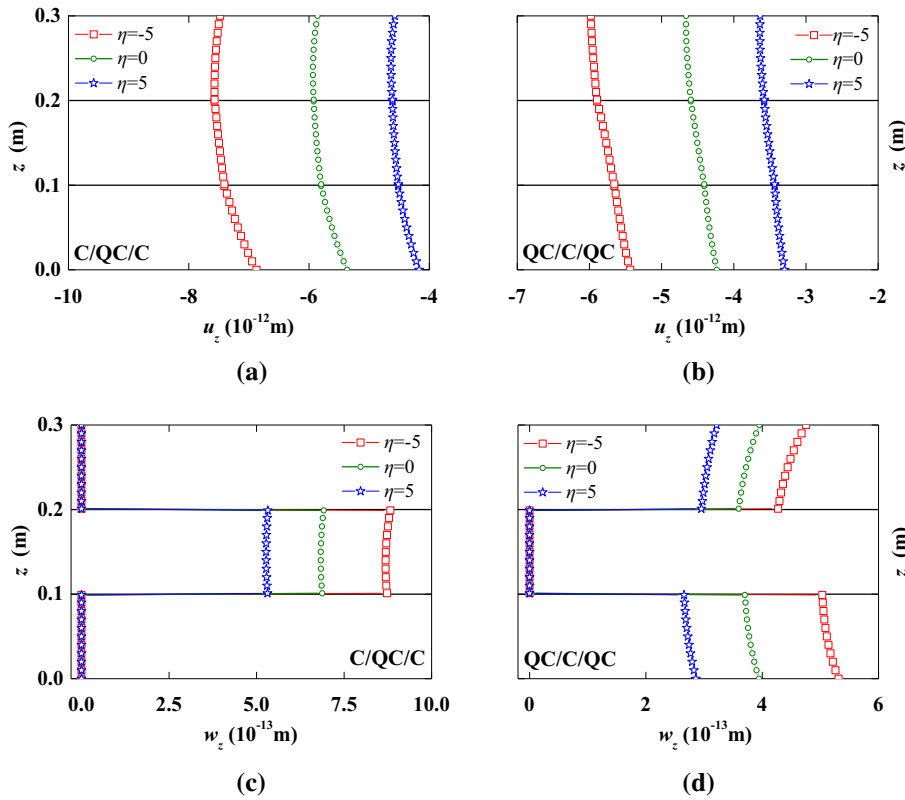 0.3
0.2
0.1
0.0
z (m)
η=-5
η=0
η=5
C/QC/C
-10
-8
-6
-4
u_z (10^-12 m)
(a)
η=-5
η=0
η=5
QC/C/QC
-7
-6
-5
-4
-3
-2
u_z (10^-12 m)
z (m)
(b)
0.3
0.2
0.1
0.0
z (m)
η=-5
η=0
η=5
C/QC/C
0.0
2.5
5.0
7.5
10.0
w_z (10^-13 m)
(c)
η=-5
η=0
η=5
QC/C/QC
0
2
4
6
w_z (10^-13 m)
z (m)
(d)